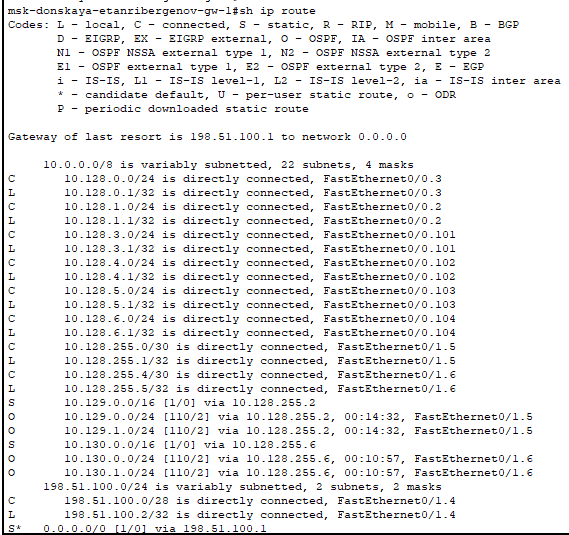 msk-donskaya-etanribergenov-gw-1#sh ip route
Codes: L - local, C - connected, S - static, R - RIP, M - mobile, B - BGP
       D - EIGRP, EX - EIGRP external, O - OSPF, IA - OSPF inter area
       N1 - OSPF NSSA external type 1, N2 - OSPF NSSA external type 2
       E1 - OSPF external type 1, E2 - OSPF external type 2, E - EGP
       i - IS-IS, L1 - IS-IS level-1, L2 - IS-IS level-2, ia - IS-IS inter area
       * - candidate default, U - per-user static route, o - ODR
       P - periodic downloaded static route

Gateway of last resort is 198.51.100.1 to network 0.0.0.0

     10.0.0.0/8 is variably subnetted, 22 subnets, 4 masks
C       10.128.0.0/24 is directly connected, FastEthernet0/0.3
L       10.128.0.1/32 is directly connected, FastEthernet0/0.3
C       10.128.1.0/24 is directly connected, FastEthernet0/0.2
L       10.128.1.1/32 is directly connected, FastEthernet0/0.2
C       10.128.3.0/24 is directly connected, FastEthernet0/0.101
L       10.128.3.1/32 is directly connected, FastEthernet0/0.101
C       10.128.4.0/24 is directly connected, FastEthernet0/0.102
L       10.128.4.1/32 is directly connected, FastEthernet0/0.102
C       10.128.5.0/24 is directly connected, FastEthernet0/0.103
L       10.128.5.1/32 is directly connected, FastEthernet0/0.103
C       10.128.6.0/24 is directly connected, FastEthernet0/0.104
L       10.128.6.1/32 is directly connected, FastEthernet0/0.104
C       10.128.255.0/30 is directly connected, FastEthernet0/1.5
L       10.128.255.1/32 is directly connected, FastEthernet0/1.5
C       10.128.255.4/30 is directly connected, FastEthernet0/1.6
L       10.128.255.5/32 is directly connected, FastEthernet0/1.6
S       10.129.0.0/16 [1/0] via 10.128.255.2
O       10.129.0.0/24 [110/2] via 10.128.255.2, 00:14:32, FastEthernet0/1.5
O       10.129.1.0/24 [110/2] via 10.128.255.2, 00:14:32, FastEthernet0/1.5
S       10.130.0.0/16 [1/0] via 10.128.255.6
O       10.130.0.0/24 [110/2] via 10.128.255.6, 00:10:57, FastEthernet0/1.6
O       10.130.1.0/24 [110/2] via 10.128.255.6, 00:10:57, FastEthernet0/1.6
     198.51.100.0/24 is variably subnetted, 2 subnets, 2 masks
C       198.51.100.0/28 is directly connected, FastEthernet0/1.4
L       198.51.100.2/32 is directly connected, FastEthernet0/1.4
S*   0.0.0.0/0 [1/0] via 198.51.100.1